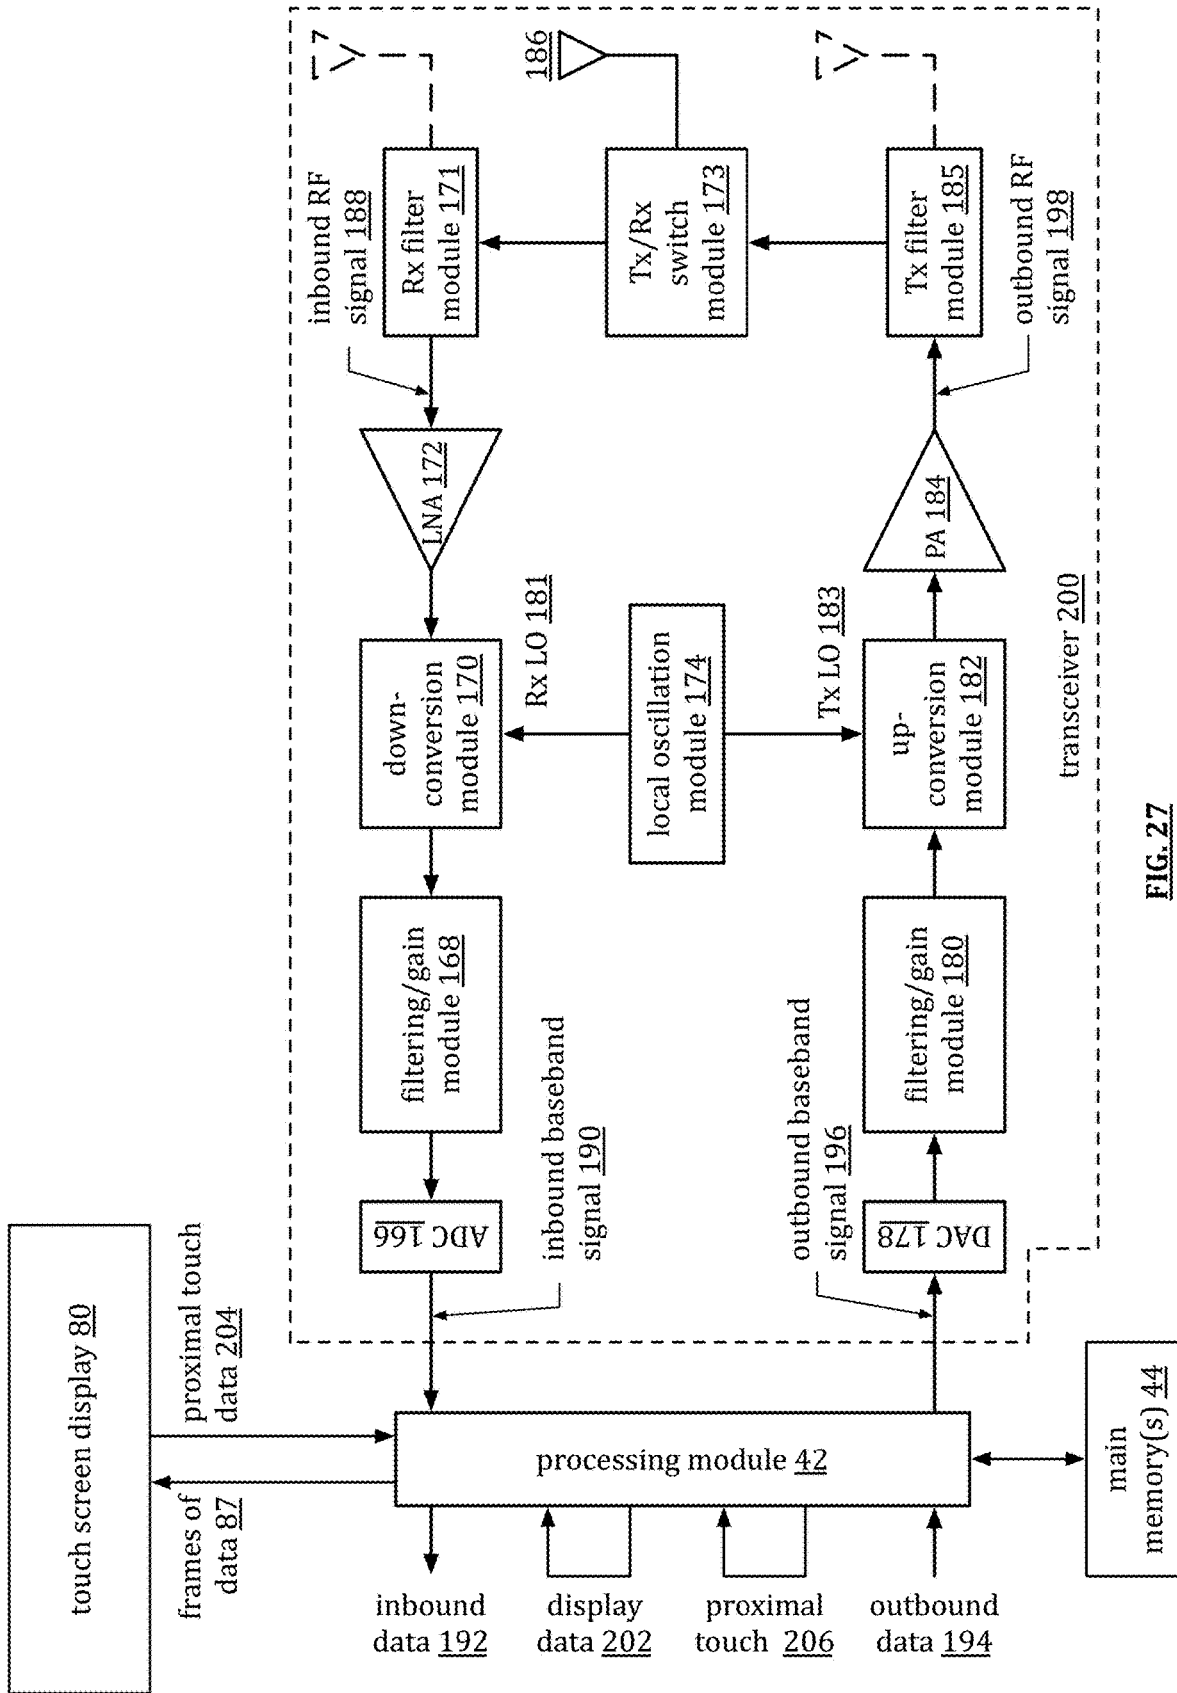 touch screen display 80
frames of
data 87
proximal touch
data 204
inbound
data 192
display
data 202
proximal
touch 206
outbound
data 194
processing module 42
main
memory(s) 44
ADC 166
inbound baseband
signal 190
filtering/gain
module 168
down-
conversion
module 170
Rx LO 181
LNA 172
inbound RF
signal 188
Rx filter
module 171
local oscillation
module 174
Tx/Rx
switch
module 173
186
DAC 178
outbound baseband
signal 196
filtering/gain
module 180
up-
conversion
module 182
Tx LO 183
PA 184
outbound RF
signal 198
Tx filter
module 185
transceiver 200
FIG. 27